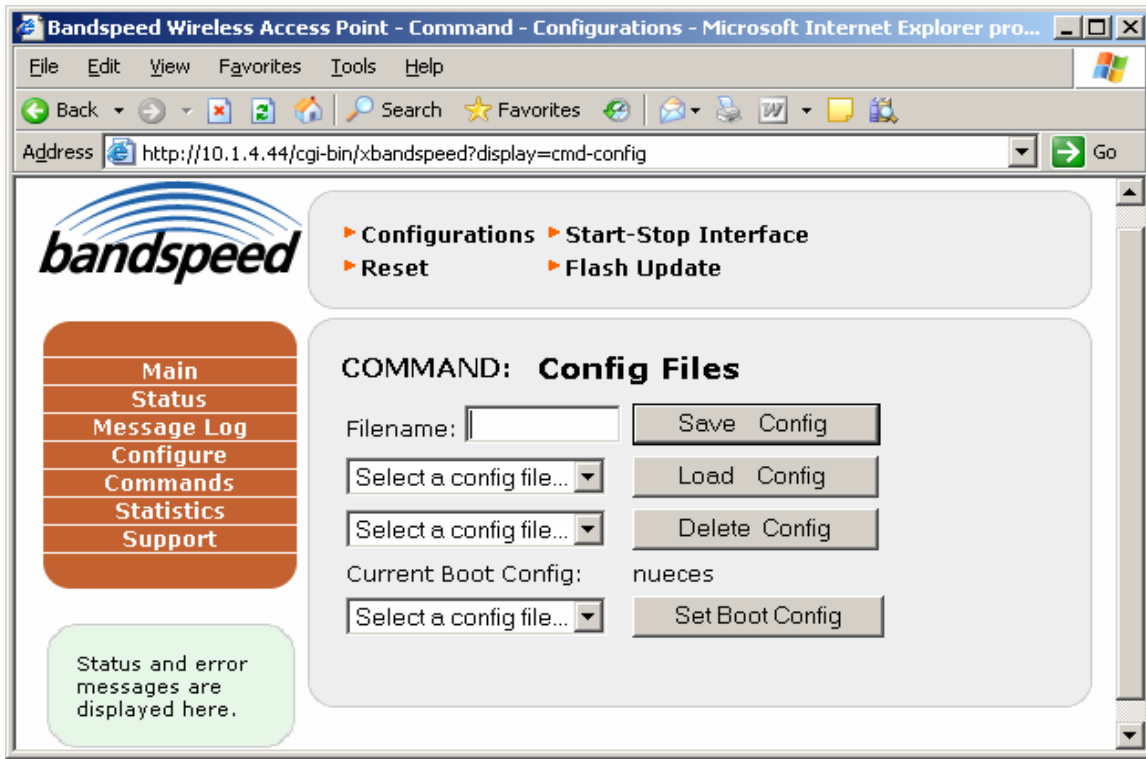 Bandspeed Wireless Access Point - Command - Configurations - Microsoft Internet Explorer pro...
File Edit View Favorites Tools Help
Back Search Favorites
Address http://10.1.4.44/cgi-bin/xbandspeed?display=cmd-config Go
bandspeed
Configurations Start-Stop Interface
Reset Flash Update
Main
Status
Message Log
Configure
Commands
Statistics
Support
COMMAND: Config Files
Filename: Save Config
Select a config file... Load Config
Select a config file... Delete Config
Current Boot Config: nueces
Select a config file... Set Boot Config
Status and error
messages are
displayed here.